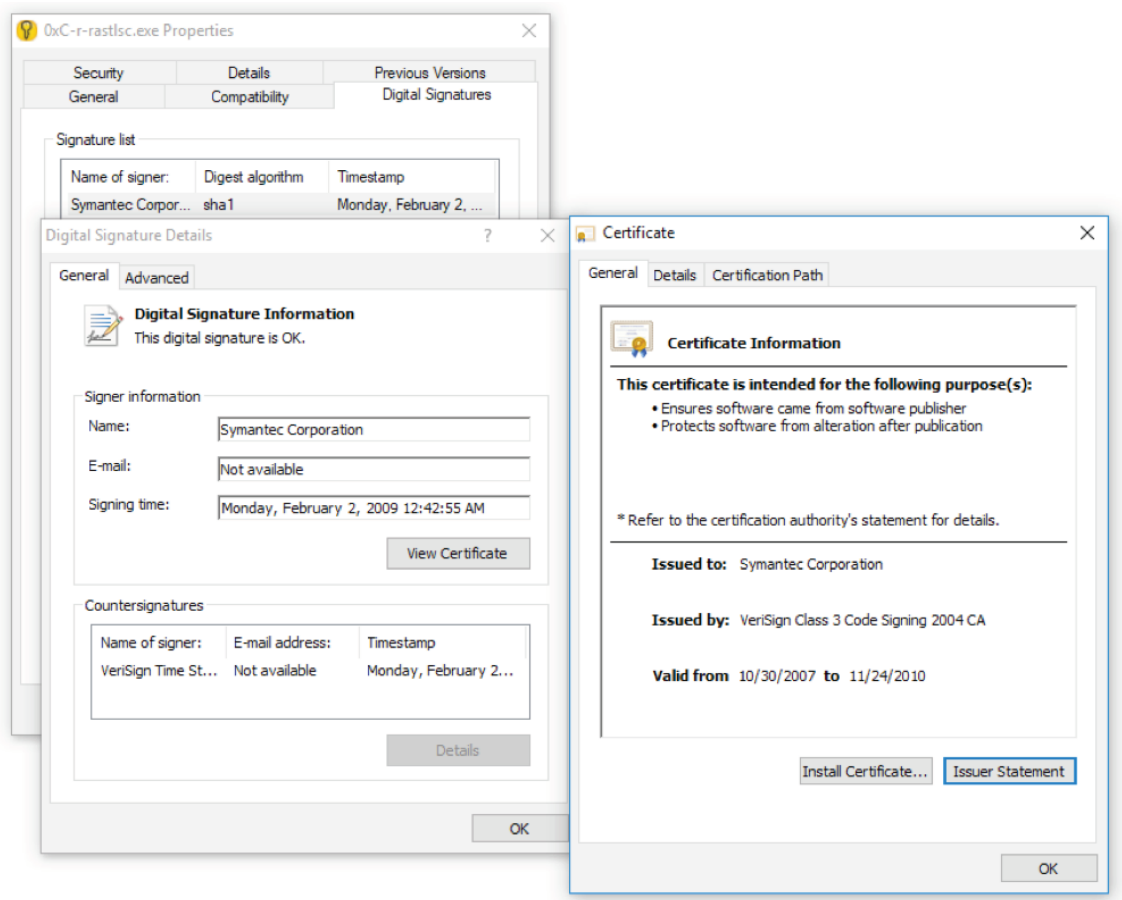 0xC-r-rastlsc.exe Properties
Security Details Previous Versions
General Compatibility Digital Signatures
Signature list
Name of signer: Digest algorithm Timestamp
Symantec Corpor... sha1 Monday, February 2, ...
Digital Signature Details ?
General Advanced
Digital Signature Information
This digital signature is OK.
Signer information
Name: Symantec Corporation
E-mail: Not available
Signing time: Monday, February 2, 2009 12:42:55 AM
View Certificate
Countersignatures
Name of signer: E-mail address: Timestamp
VeriSign Time St... Not available Monday, February 2...
Details
OK
Certificate
General Details Certification Path
Certificate Information
This certificate is intended for the following purpose(s):
• Ensures software came from software publisher
• Protects software from alteration after publication
* Refer to the certification authority's statement for details.
Issued to: Symantec Corporation
Issued by: VeriSign Class 3 Code Signing 2004 CA
Valid from 10/30/2007 to 11/24/2010
Install Certificate... Issuer Statement
OK